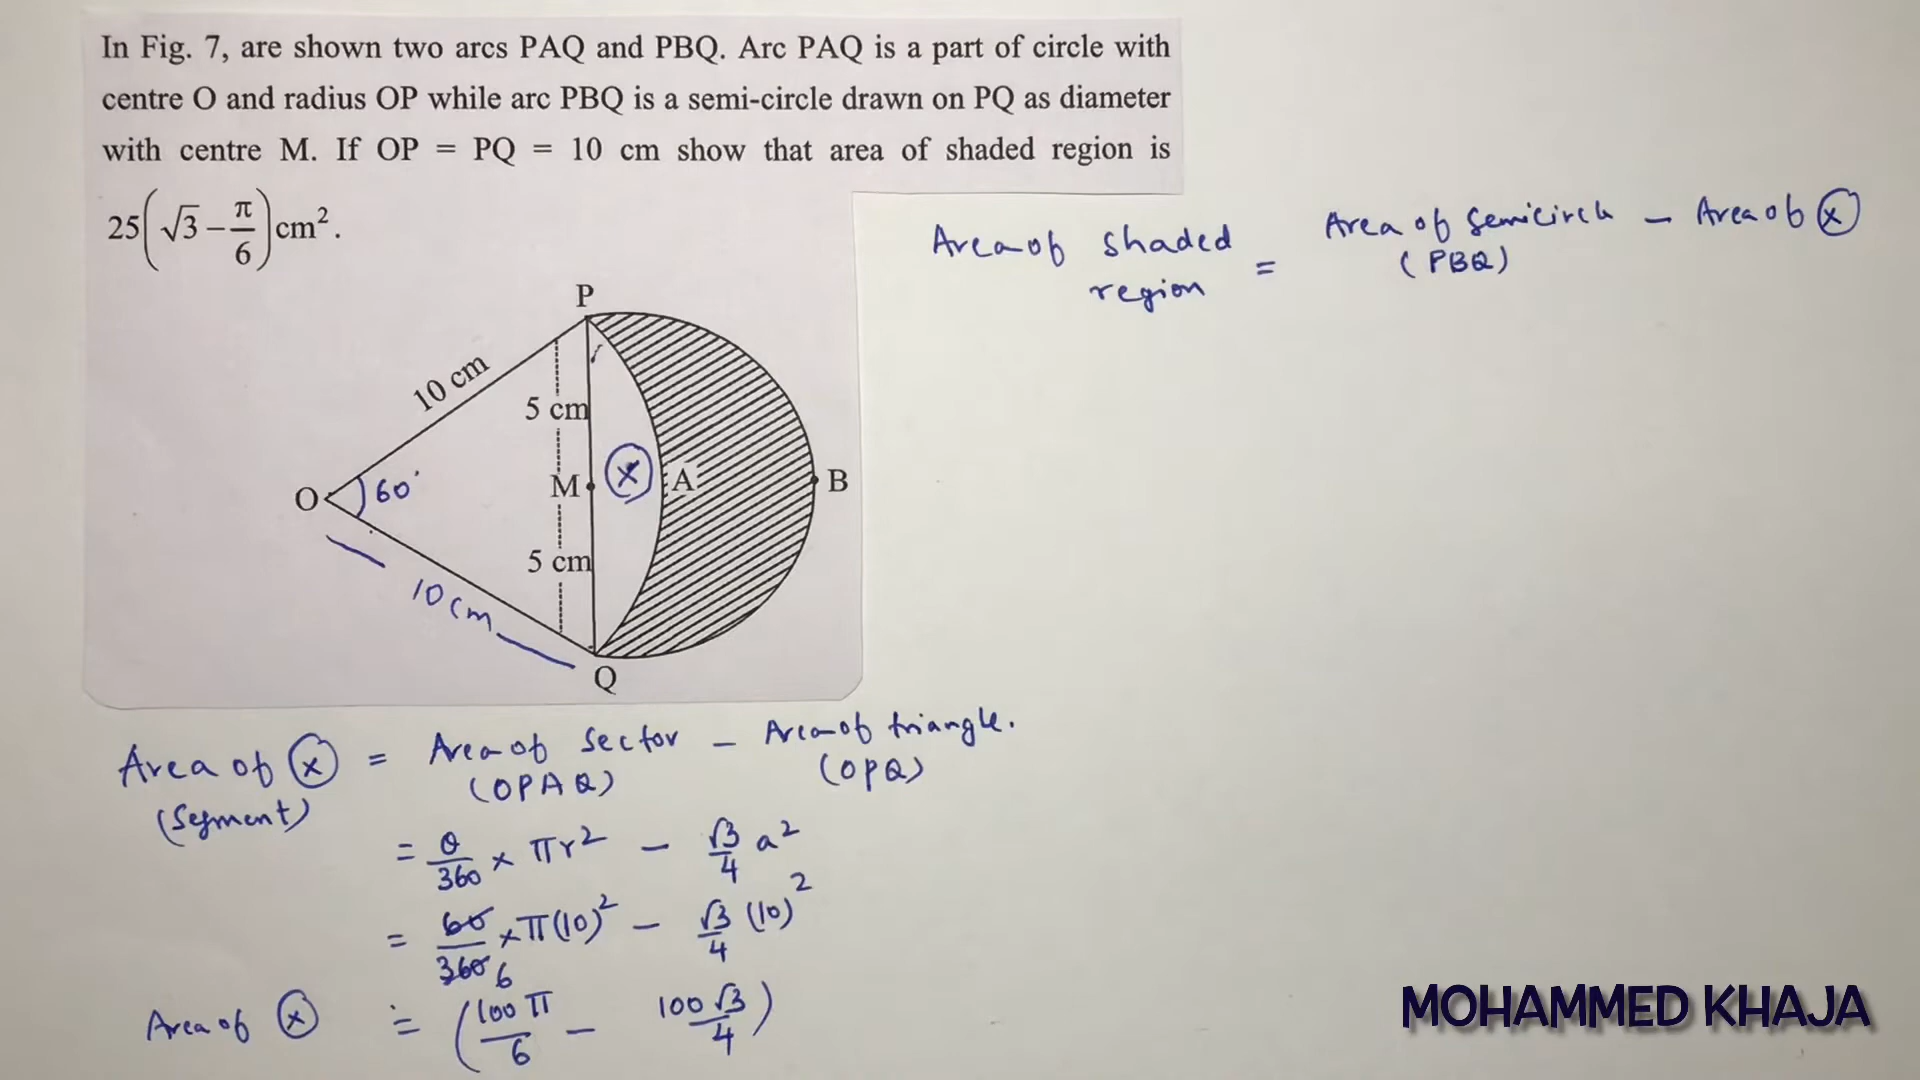 In Fig. 7, are shown two arcs PAQ and PBQ. Arc PAQ is a part of circle with
centre O and radius OP while arc PBQ is a semi-circle drawn on PQ as diameter
with centre M. If OP = PQ = 10 cm show that area of shaded region is
25(√3 − π/6) cm².
Area of shaded region = Area of semicircle (PBQ) − Area of ⓧ
P
10 cm
5 cm
O 60° M ⓧ A B
5 cm
10 cm
Q
Area of ⓧ (Segment) = Area of Sector (OPAQ) − Area of triangle. (OPQ)
= θ/360 × πr² − √3/4 a²
= 60/360 6 × π(10)² − √3/4 (10)²
Area of ⓧ = (100π/6 − 100√3/4)
MOHAMMED KHAJA